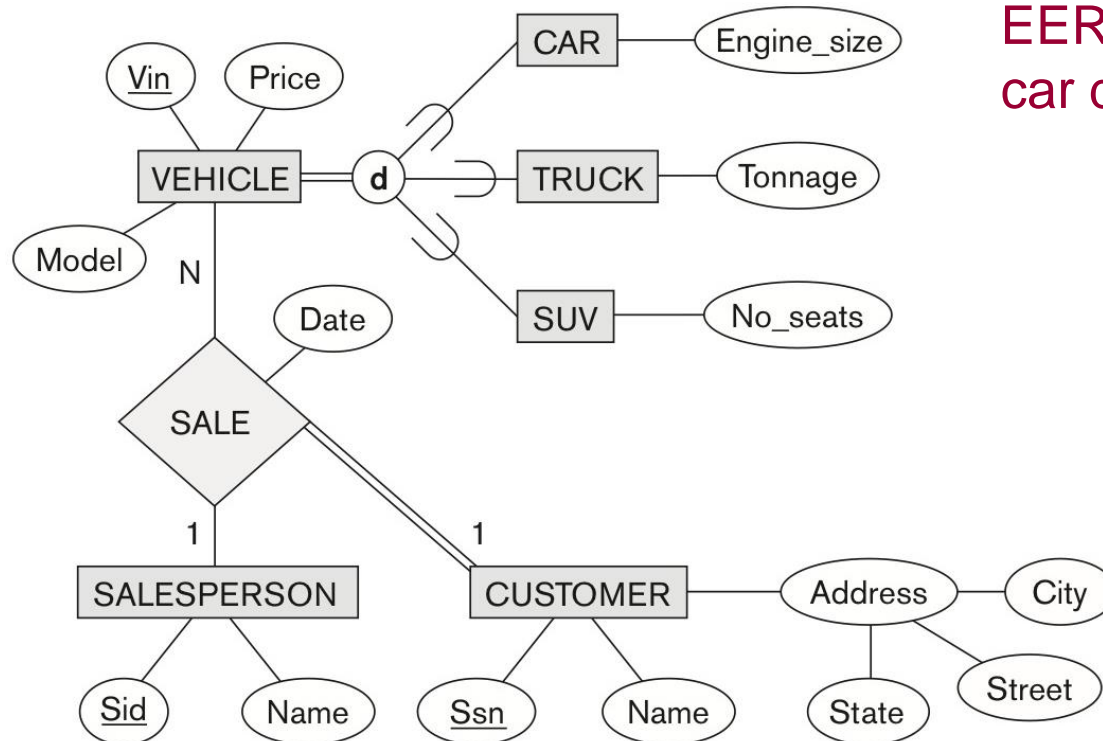 EER
car
CAR
Engine_size
Vin
Price
VEHICLE
d
TRUCK
Tonnage
Model
N
SUV
No_seats
Date
SALE
1
1
SALESPERSON
CUSTOMER
Address
City
Sid
Name
Ssn
Name
State
Street